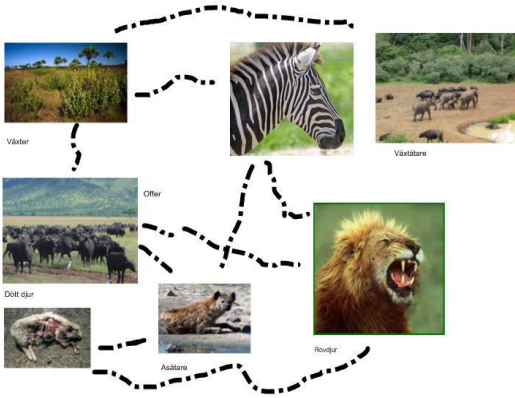 Växter
Växtätare
Offer
Dött djur
Rovdjur
Asätare